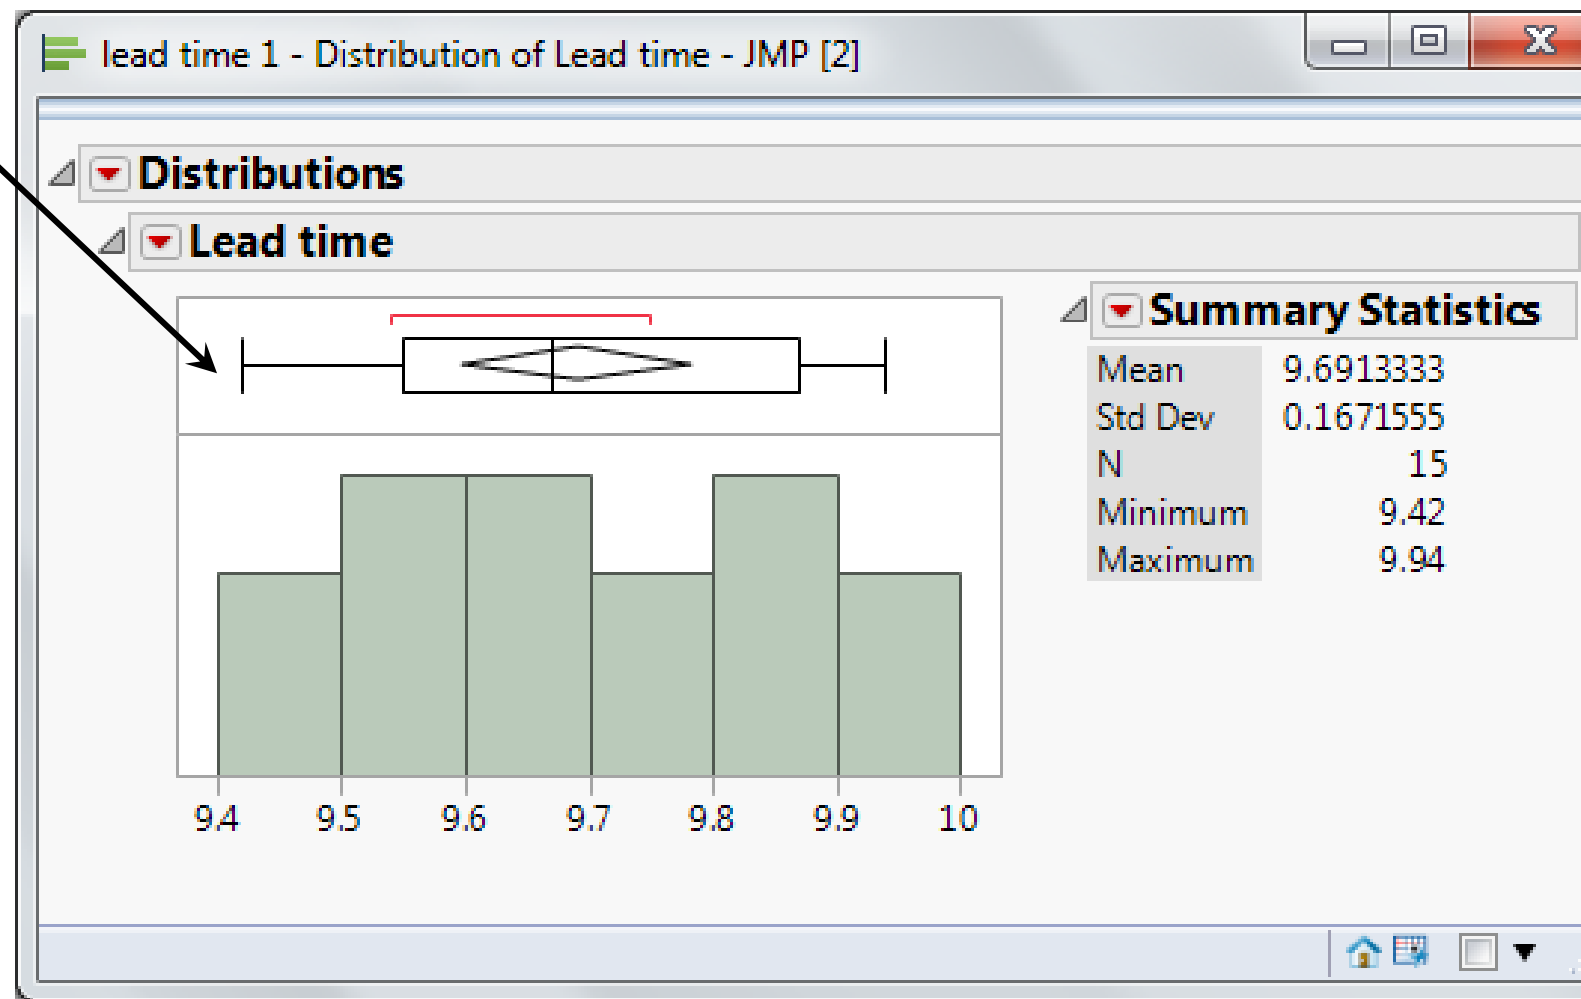 lead time 1 - Distribution of Lead time - JMP [2]
Distributions
Lead time
Summary Statistics
Mean 9.6913333
Std Dev 0.1671555
N 15
Minimum 9.42
Maximum 9.94
9.4 9.5 9.6 9.7 9.8 9.9 10